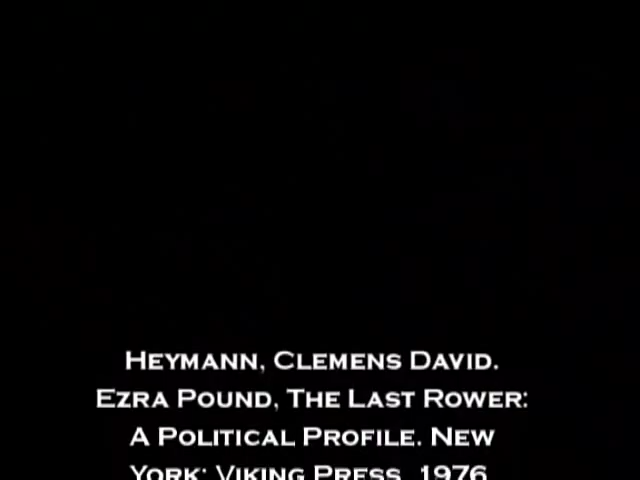 Heymann, Clemens David.
Ezra Pound, The Last Rower:
A Political Profile. New
York: Viking Press, 1976